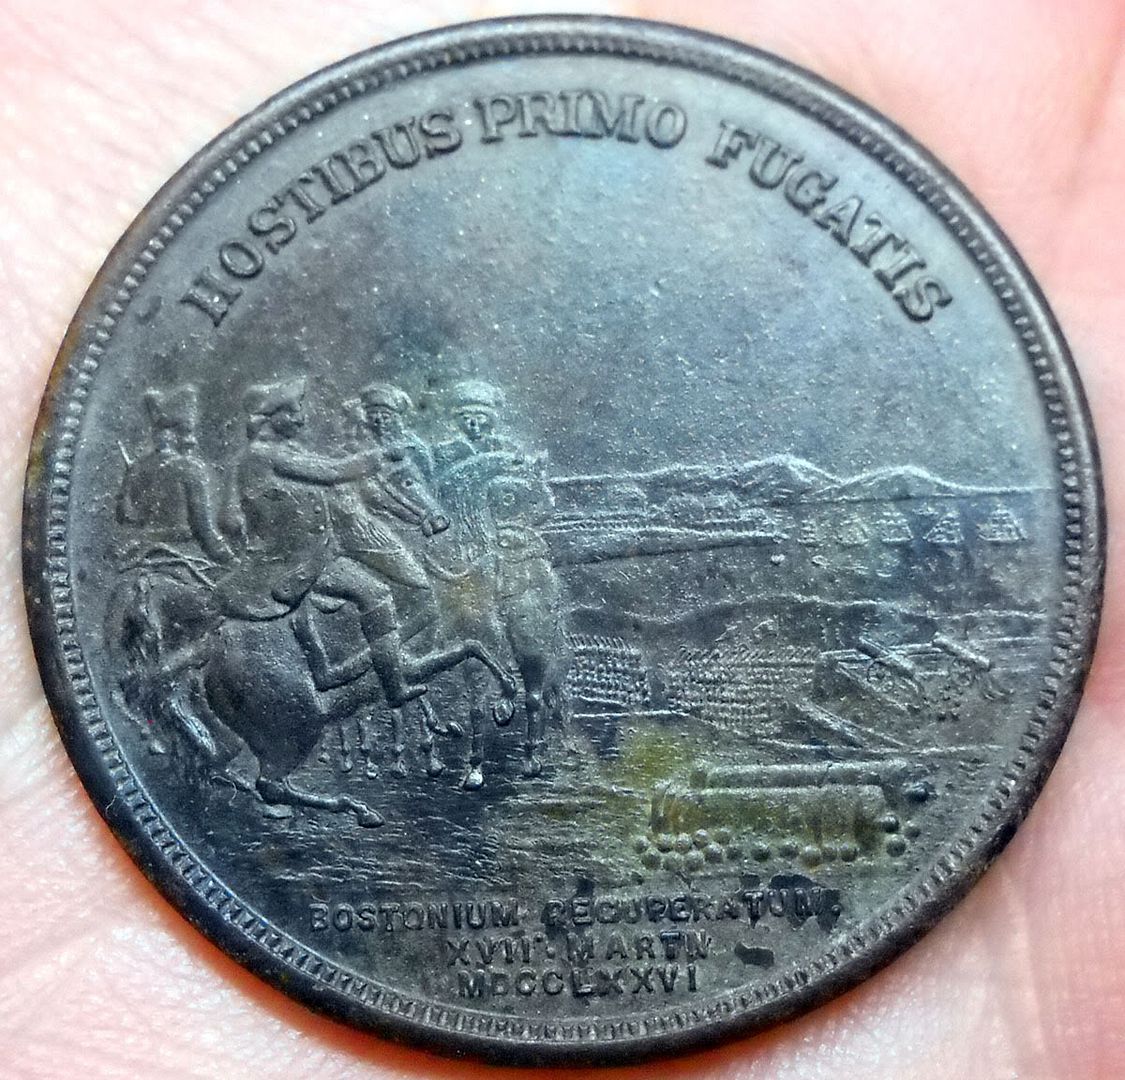 HOSTIBUS PRIMO FUGATIS
BOSTONIUM RECUPERATUM.
XVII. MARTII
MDCCLXXVI